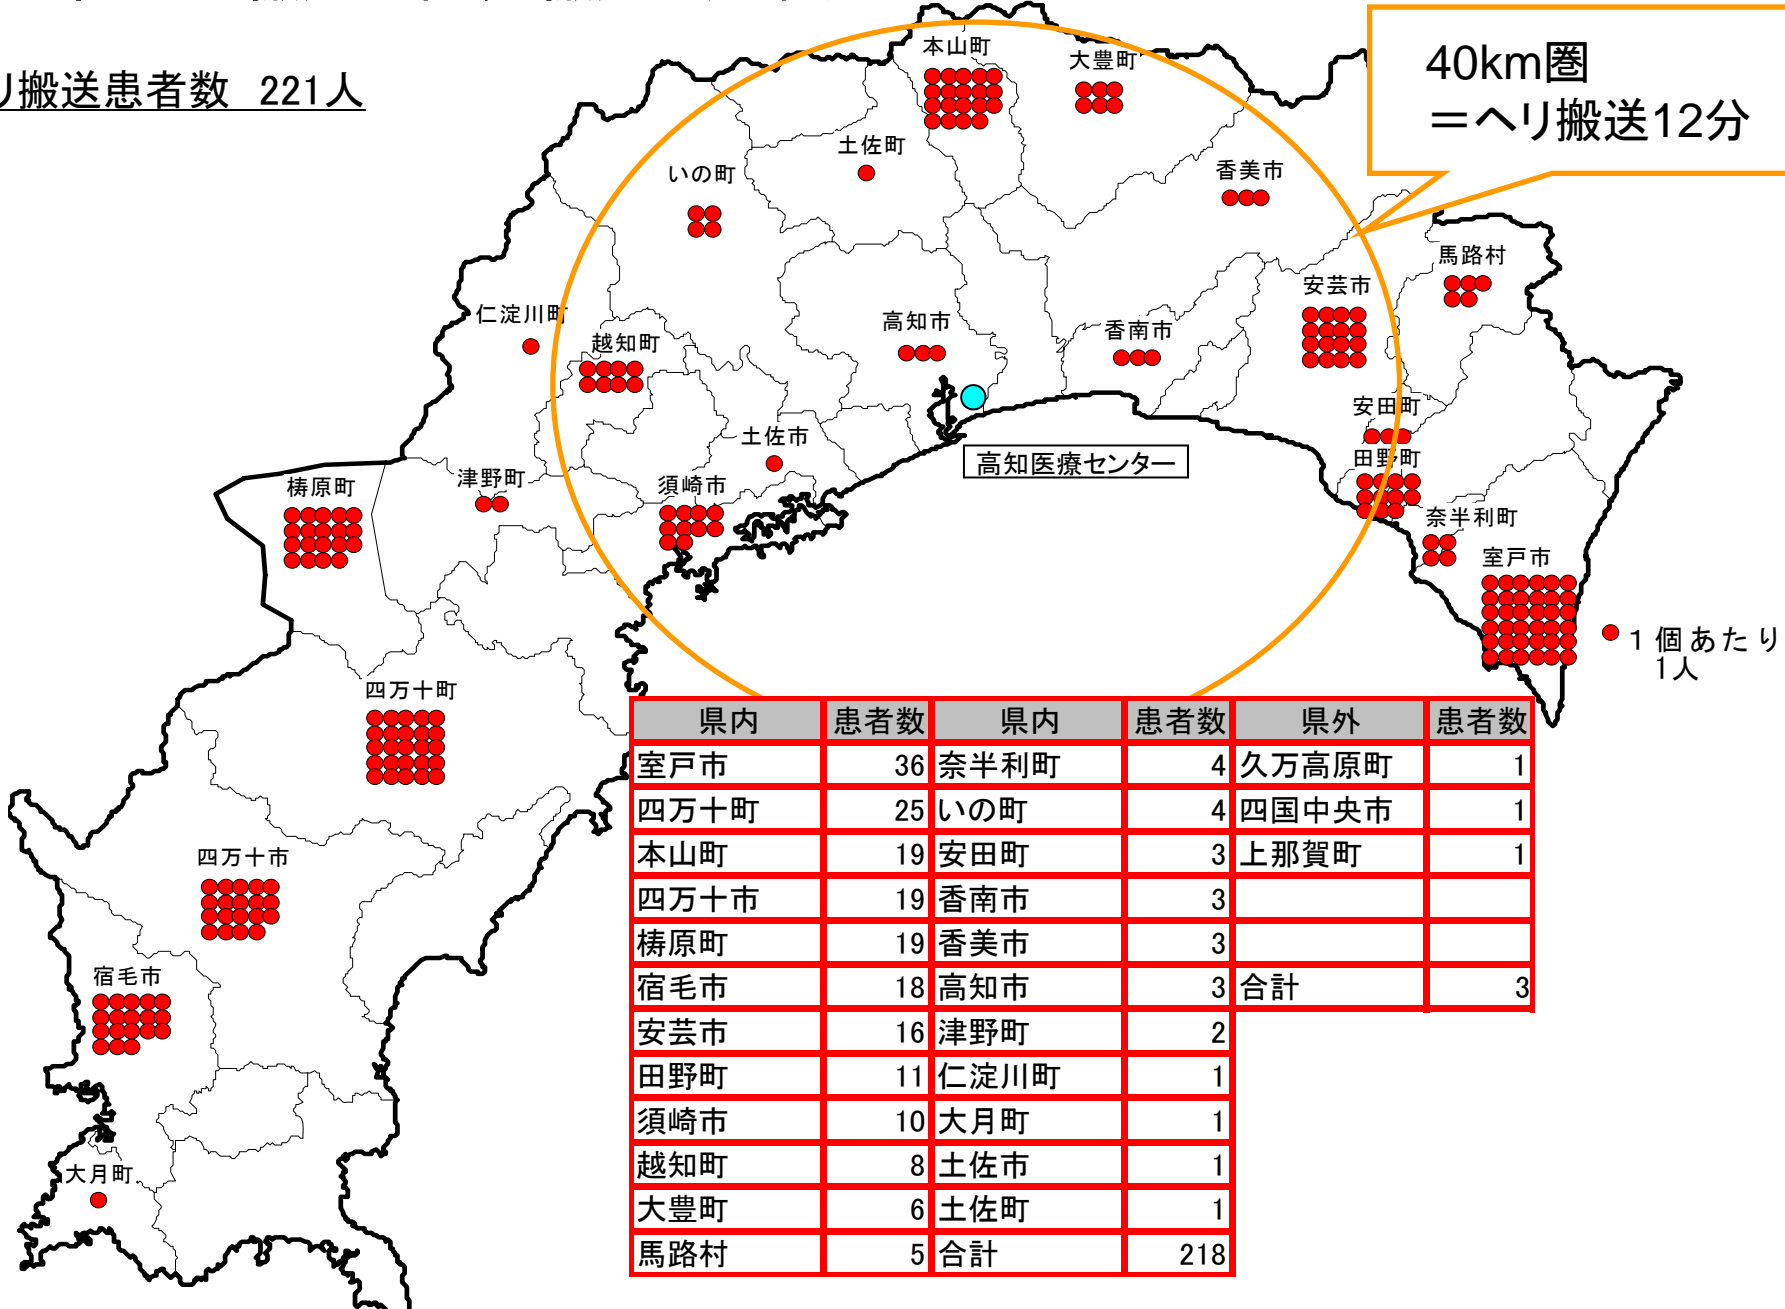 リ搬送患者数 221人
40km圏
＝ヘリ搬送12分
本山町
大豊町
土佐町
いの町
香美市
馬路村
安芸市
仁淀川町
高知市
香南市
越知町
安田町
土佐市
田野町
高知医療センター
津野町
須崎市
梼原町
奈半利町
室戸市
１個あたり
1人
四万十町
四万十市
宿毛市
大月町
県内 患者数 県内 患者数 県外 患者数
室戸市 36 奈半利町 4 久万高原町 1
四万十町 25 いの町 4 四国中央市 1
本山町 19 安田町 3 上那賀町 1
四万十市 19 香南市 3
梼原町 19 香美市 3
宿毛市 18 高知市 3 合計 3
安芸市 16 津野町 2
田野町 11 仁淀川町 1
須崎市 10 大月町 1
越知町 8 土佐市 1
大豊町 6 土佐町 1
馬路村 5 合計 218